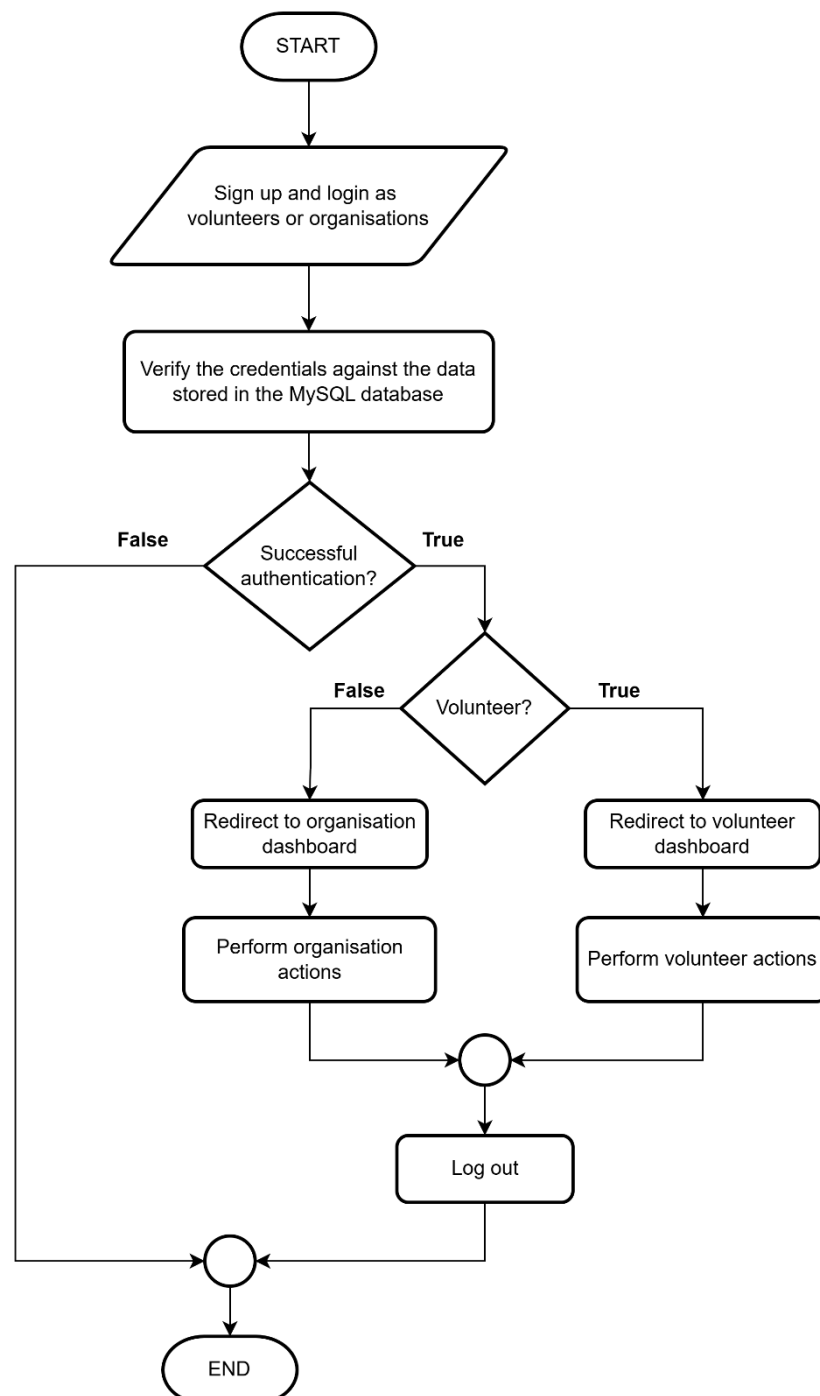 START
Sign up and login as
volunteers or organisations
Verify the credentials against the data
stored in the MySQL database
False
True
Successful
authentication?
False
True
Volunteer?
Redirect to organisation
dashboard
Redirect to volunteer
dashboard
Perform organisation
actions
Perform volunteer actions
Log out
END